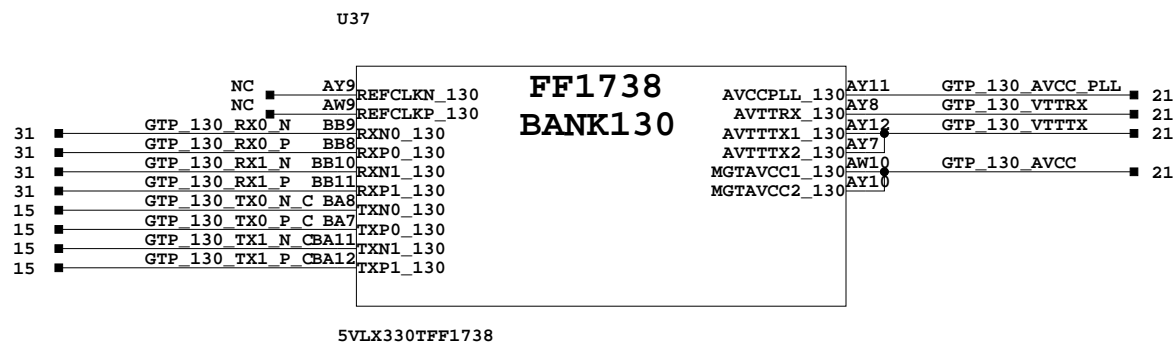 U37
NC AY9 REFCLKN_130 FF1738 AVCCPLL_130 AY11 GTP_130_AVCC_PLL 21
NC AW9 REFCLKP_130 BANK130 AVTTRX_130 AY8 GTP_130_VTTRX 21
31 GTP_130_RX0_N BB9 RXN0_130 AVTTTX1_130 AY12 GTP_130_VTTTX 21
31 GTP_130_RX0_P BB8 RXP0_130 AVTTTX2_130 AY7
31 GTP_130_RX1_N BB10 RXN1_130 MGTAVCC1_130 AW10 GTP_130_AVCC 21
31 GTP_130_RX1_P BB11 RXP1_130 MGTAVCC2_130 AY10
15 GTP_130_TX0_N_C BA8 TXN0_130
15 GTP_130_TX0_P_C BA7 TXP0_130
15 GTP_130_TX1_N_C BA11 TXN1_130
15 GTP_130_TX1_P_C BA12 TXP1_130
5VLX330TFF1738